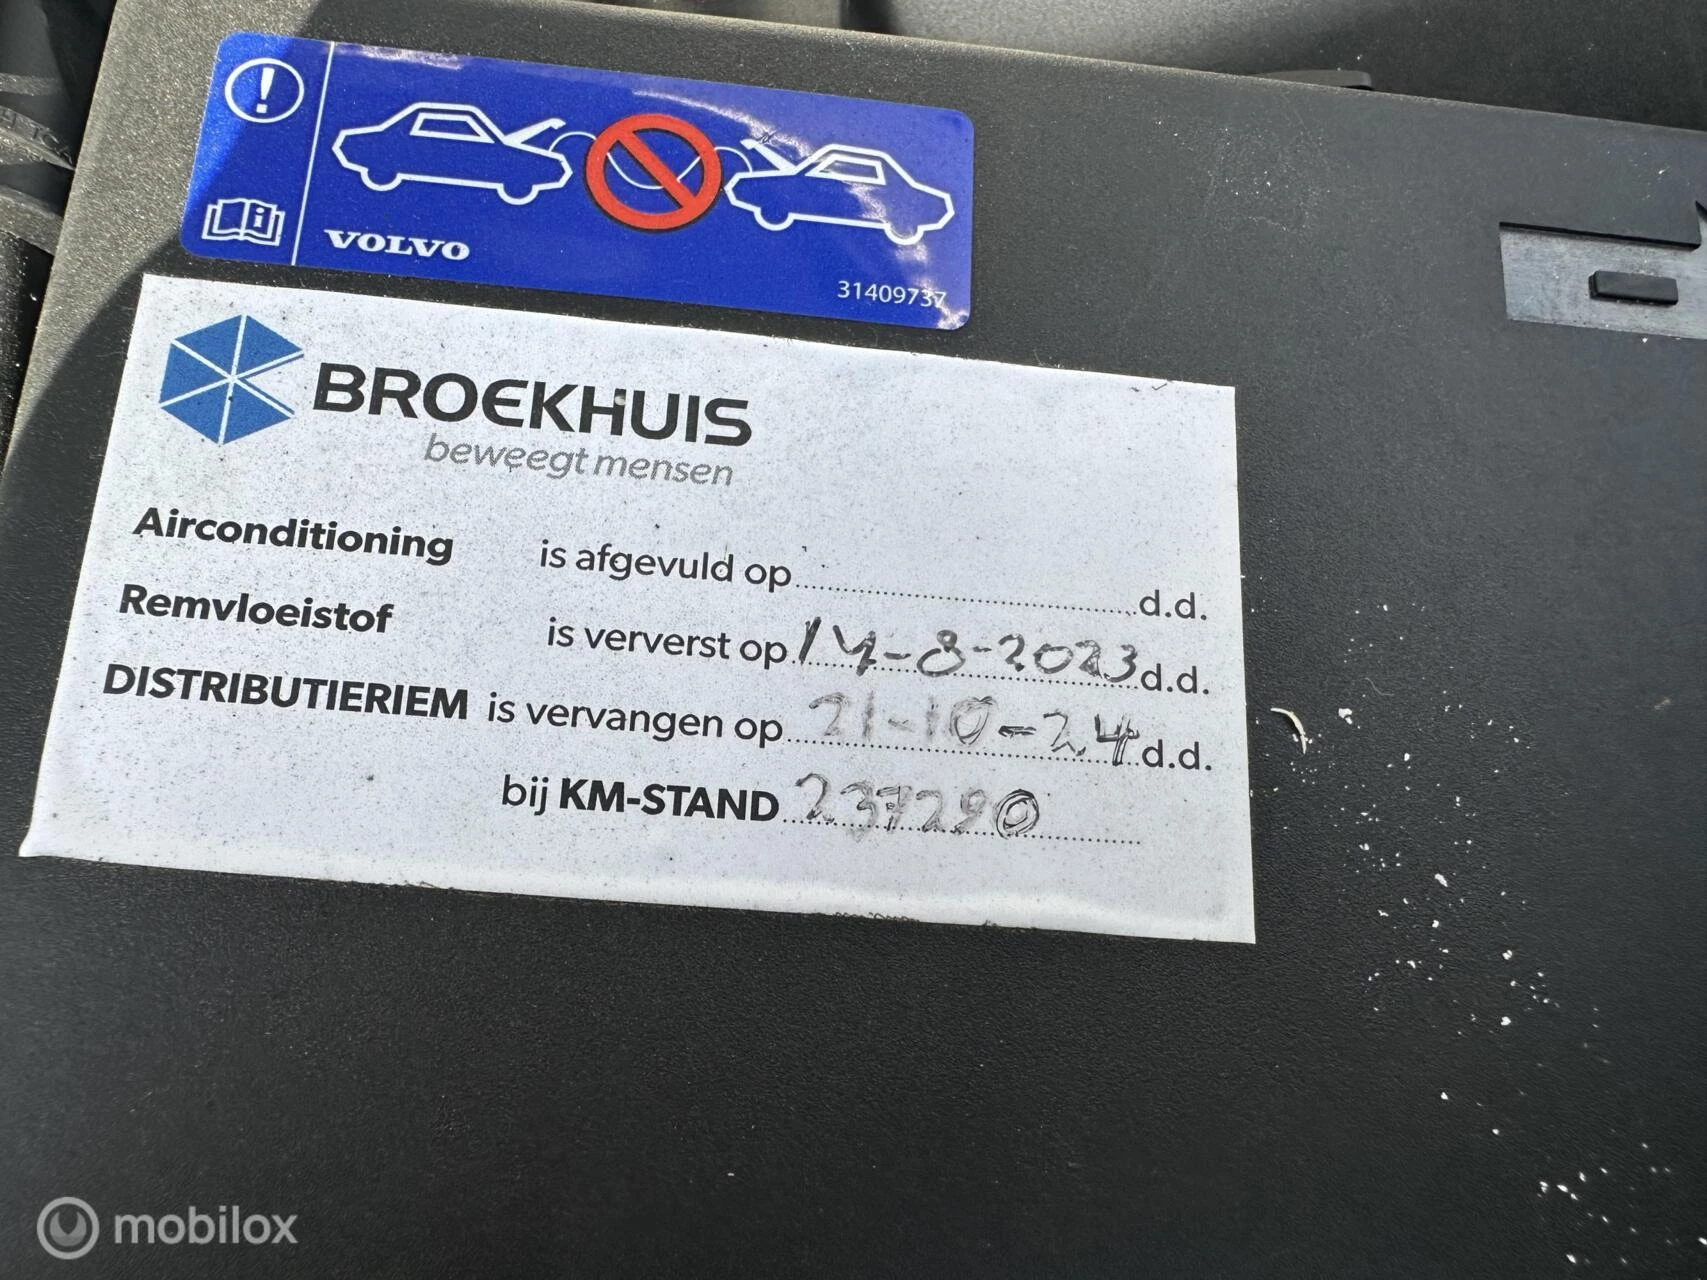 VOLVO
31409737
BROEKHUIS
beweegt mensen
Airconditioning is afgevuld op d.d.
Remvloeistof is ververst op 14-8-2023 d.d.
DISTRIBUTIERIEM is vervangen op 21-10-24 d.d.
bij KM-STAND 237290
mobilox